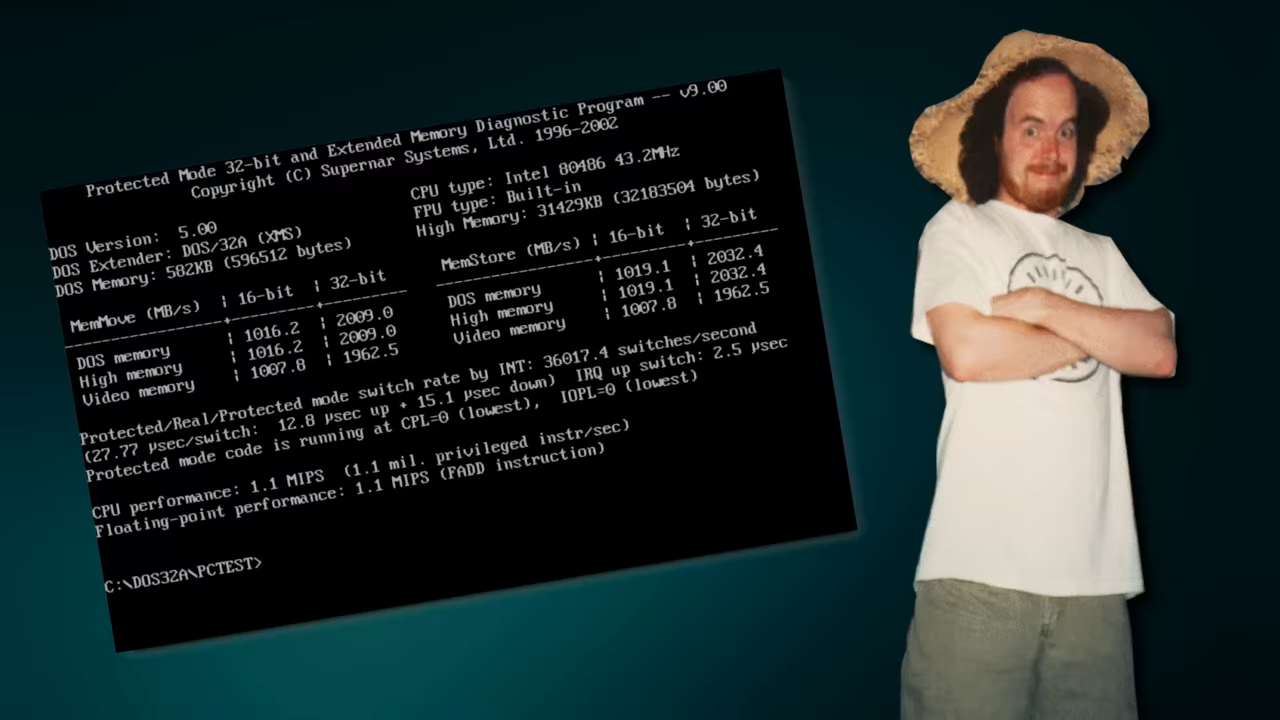 Protected Mode 32-bit and Extended Memory Diagnostic Program -- v9.00
Copyright (C) Supernar Systems, Ltd. 1996-2002
DOS Version: 5.00
DOS Extender: DOS/32A (XMS)
DOS Memory: 582KB (596512 bytes)
CPU type: Intel 80486 43.2MHz
FPU type: Built-in
High Memory: 31429KB (32183504 bytes)
MemMove (MB/s) ¦ 16-bit ¦ 32-bit
DOS memory ¦ 1016.2 ¦ 2009.0
High memory ¦ 1016.2 ¦ 2009.0
Video memory ¦ 1007.8 ¦ 1962.5
MemStore (MB/s) ¦ 16-bit ¦ 32-bit
DOS memory ¦ 1019.1 ¦ 2032.4
High memory ¦ 1019.1 ¦ 2032.4
Video memory ¦ 1007.8 ¦ 1962.5
Protected/Real/Protected mode switch rate by INT: 36017.4 switches/second
(27.77 µsec/switch: 12.8 µsec up + 15.1 µsec down) IRQ up switch: 2.5 µsec
Protected mode code is running at CPL=0 (lowest), IOPL=0 (lowest)
CPU performance: 1.1 MIPS (1.1 mil. privileged instr/sec)
Floating-point performance: 1.1 MIPS (FADD instruction)
C:\DOS32A\PCTEST>